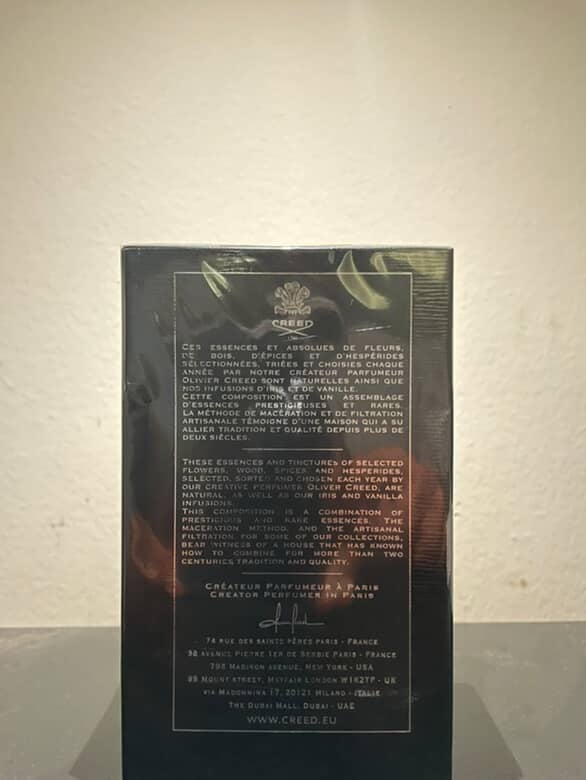 CREED
CES ESSENCES ET ABSOLUES DE FLEURS,
DE BOIS, D'ÉPICES ET D'HESPÉRIDES
SÉLECTIONNÉES, TRIÉES ET CHOISIES CHAQUE
ANNÉE PAR NOTRE CRÉATEUR PARFUMEUR
OLIVIER CREED SONT NATURELLES AINSI QUE
NOS INFUSIONS D'IRIS ET DE VANILLE.
CETTE COMPOSITION EST UN ASSEMBLAGE
D'ESSENCES PRESTIGIEUSES ET RARES.
LA MÉTHODE DE MACÉRATION ET DE FILTRATION
ARTISANALE TÉMOIGNE D'UNE MAISON QUI A SU
ALLIER TRADITION ET QUALITÉ DEPUIS PLUS DE
DEUX SIÈCLES.
THESE ESSENCES AND TINCTURES OF SELECTED
FLOWERS, WOOD, SPICES AND HESPERIDES,
SELECTED, SORTED AND CHOSEN EACH YEAR BY
OUR CREATIVE PERFUMER OLIVER CREED, ARE
NATURAL, AS WELL AS OUR IRIS AND VANILLA
INFUSIONS.
THIS COMPOSITION IS A COMBINATION OF
PRESTIGIOUS AND RARE ESSENCES. THE
MACERATION METHOD, AND THE ARTISANAL
FILTRATION FOR SOME OF OUR COLLECTIONS,
BEAR WITNESS OF A HOUSE THAT HAS KNOWN
HOW TO COMBINE FOR MORE THAN TWO
CENTURIES TRADITION AND QUALITY.
CRÉATEUR PARFUMEUR À PARIS
CREATOR PERFUMER IN PARIS
74 RUE DES SAINTS PÈRES PARIS - FRANCE
38 AVENUE PIERRE 1ER DE SERBIE PARIS - FRANCE
798 MADISON AVENUE, NEW YORK - USA
99 MOUNT STREET, MAYFAIR LONDON W1K2TF - UK
VIA MADONNINA 17, 20121 MILANO - ITALIE
THE DUBAI MALL, DUBAI - UAE
WWW.CREED.EU